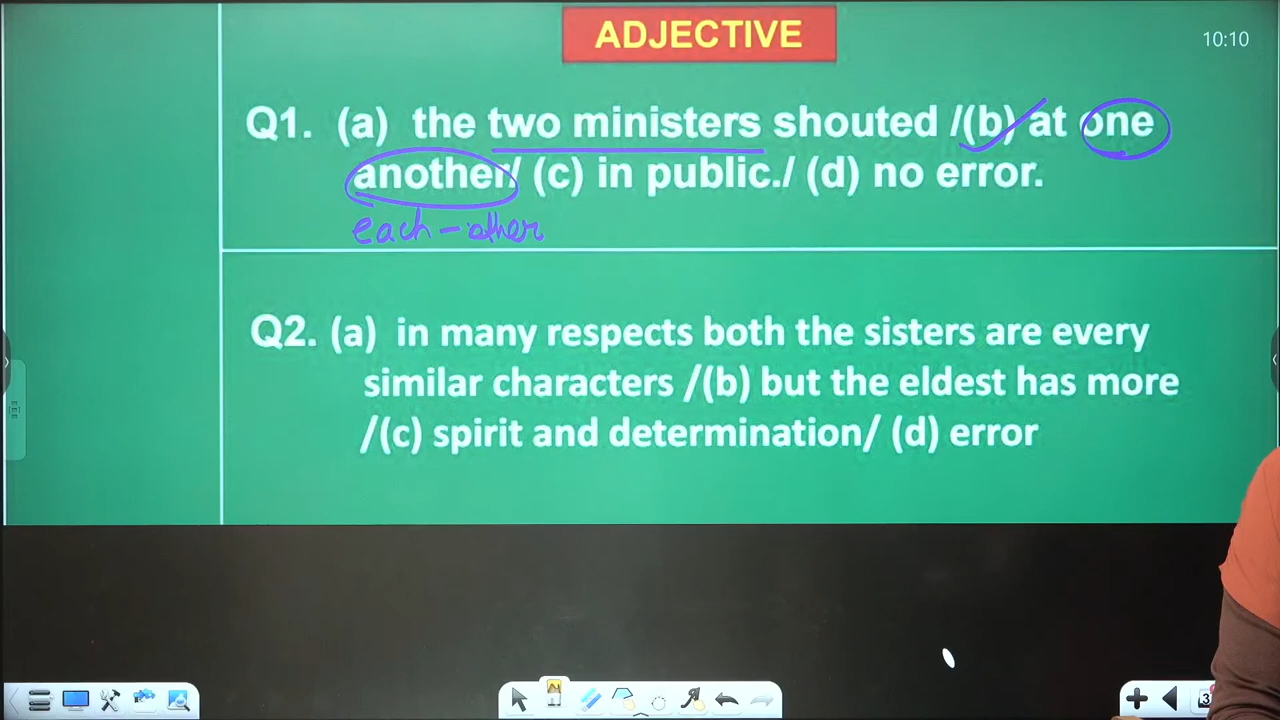 ADJECTIVE
10:10
Q1. (a) the two ministers shouted /(b) at one
another/ (c) in public./ (d) no error.
each-other
Q2. (a) in many respects both the sisters are every
similar characters /(b) but the eldest has more
/(c) spirit and determination/ (d) error